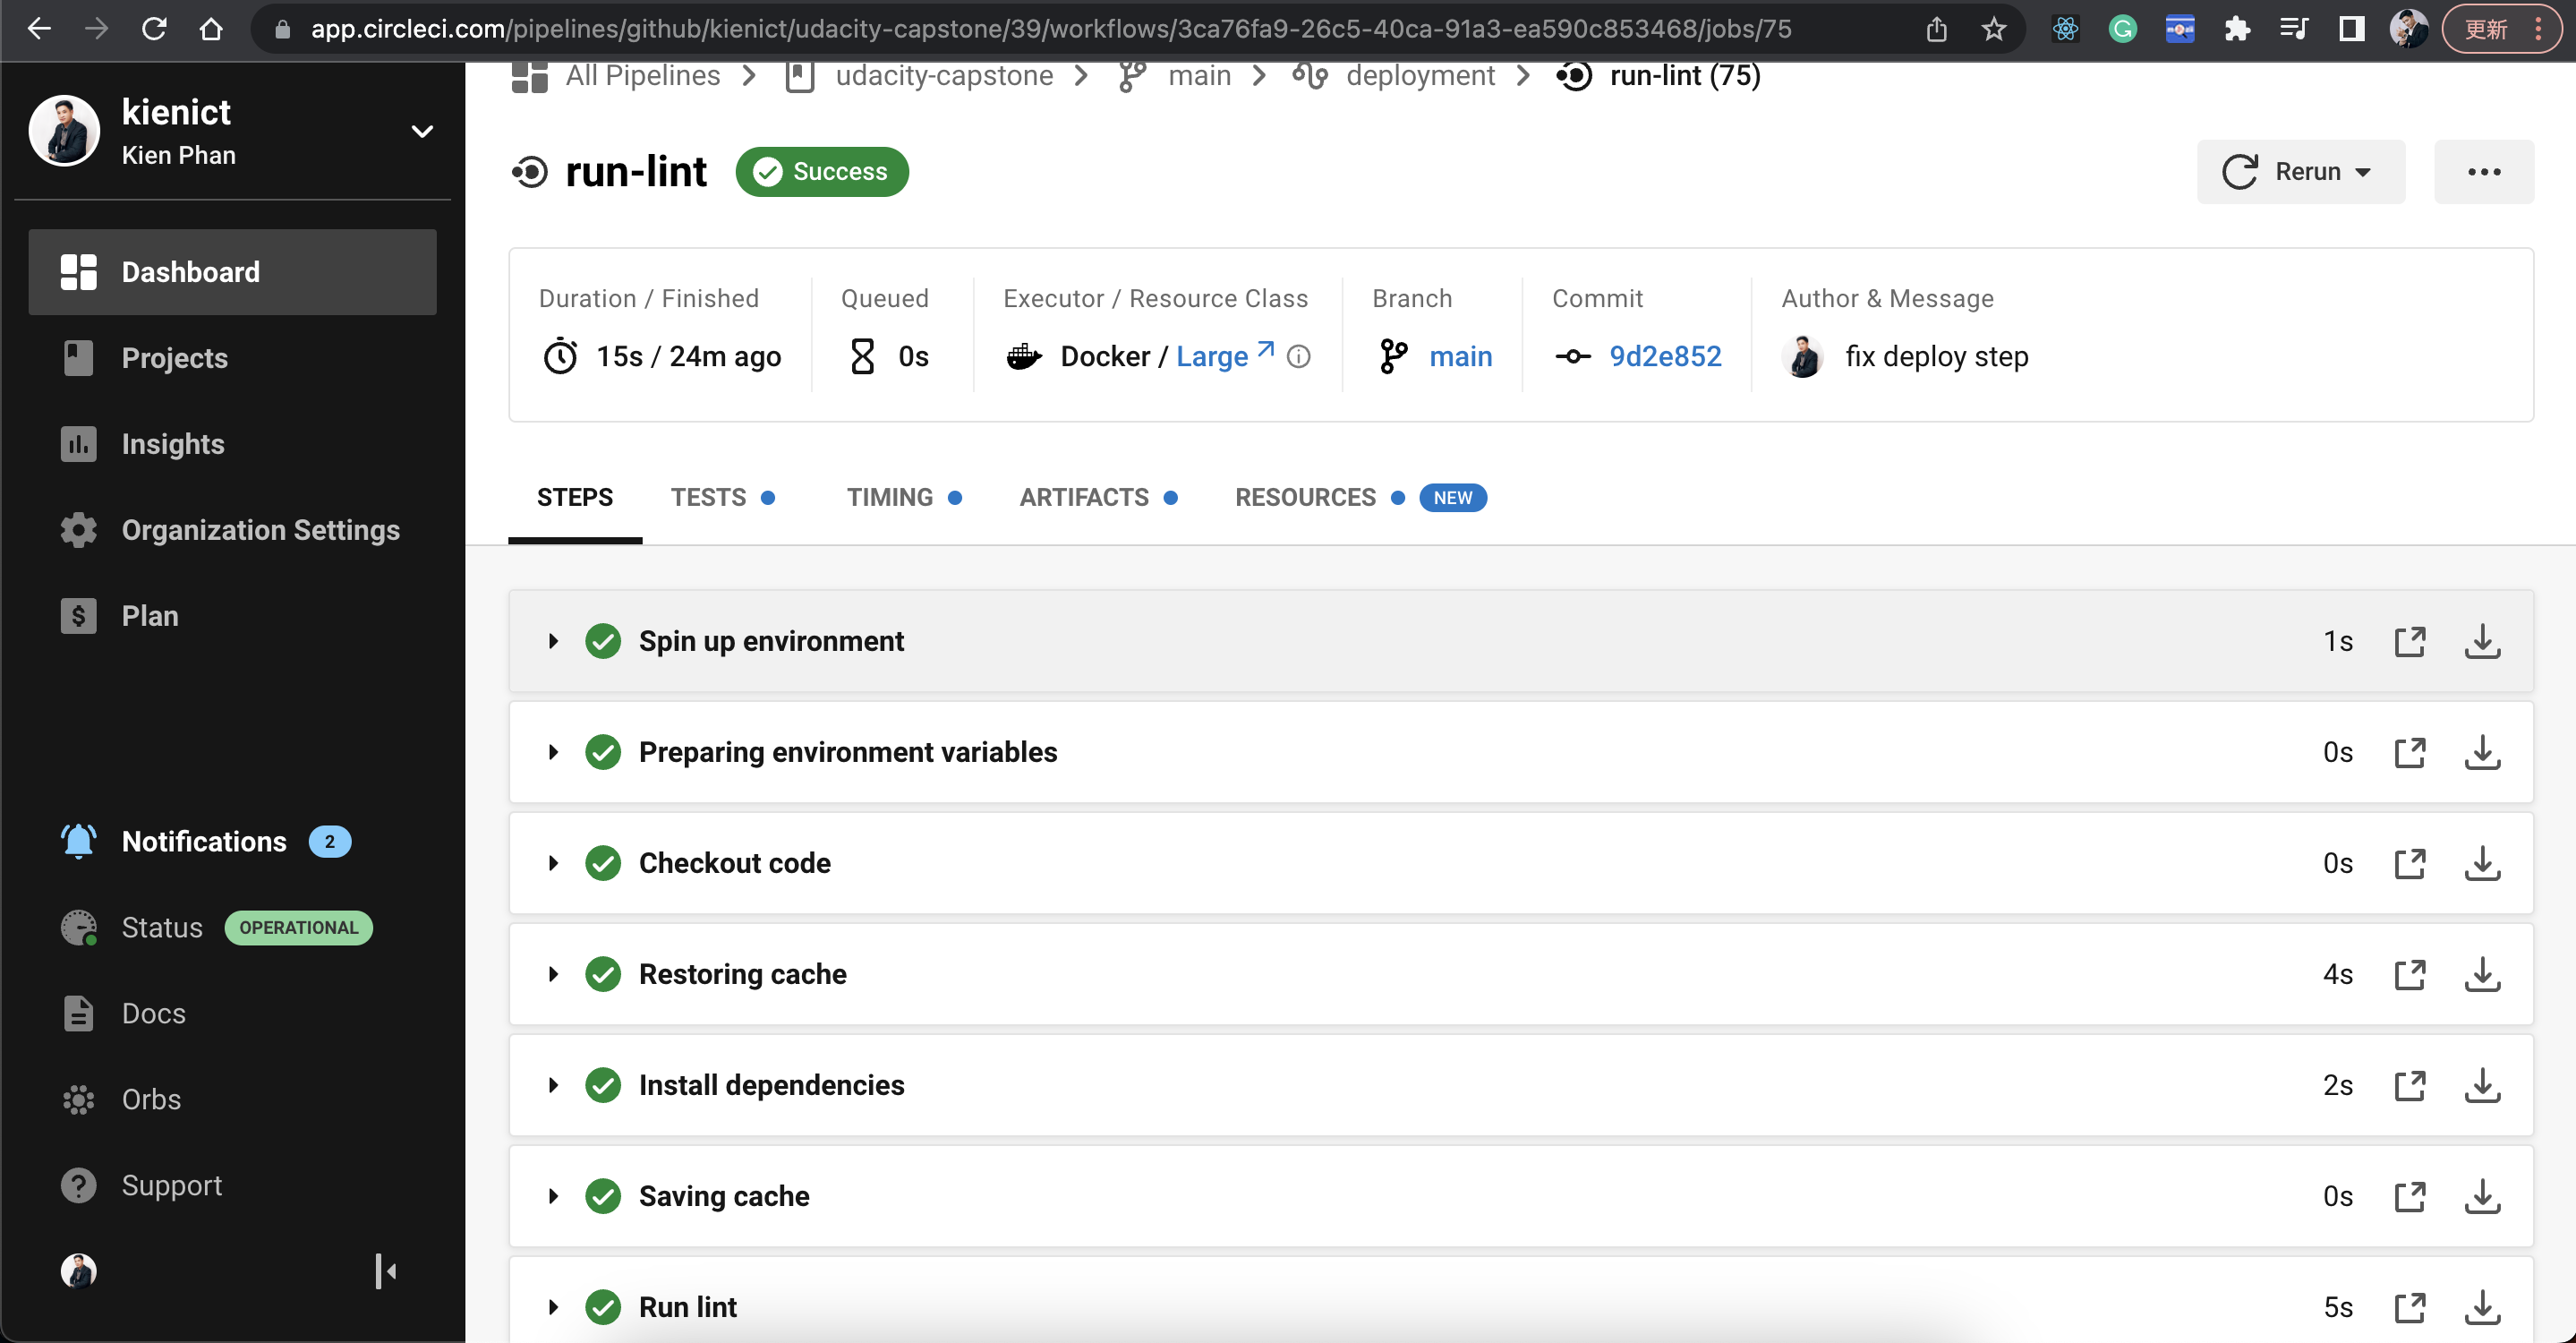 app.circleci.com/pipelines/github/kienict/udacity-capstone/39/workflows/3ca76fa9-26c5-40ca-91a3-ea590c853468/jobs/75
更新
kienict
Kien Phan
Dashboard
Projects
Insights
Organization Settings
Plan
Notifications 2
Status OPERATIONAL
Docs
Orbs
Support
All Pipelines udacity-capstone main deployment run-lint (75)
run-lint Success
Rerun
Duration / Finished
15s / 24m ago
Queued
0s
Executor / Resource Class
Docker / Large
Branch
main
Commit
9d2e852
Author & Message
fix deploy step
STEPS TESTS TIMING ARTIFACTS RESOURCES NEW
Spin up environment 1s
Preparing environment variables 0s
Checkout code 0s
Restoring cache 4s
Install dependencies 2s
Saving cache 0s
Run lint 5s